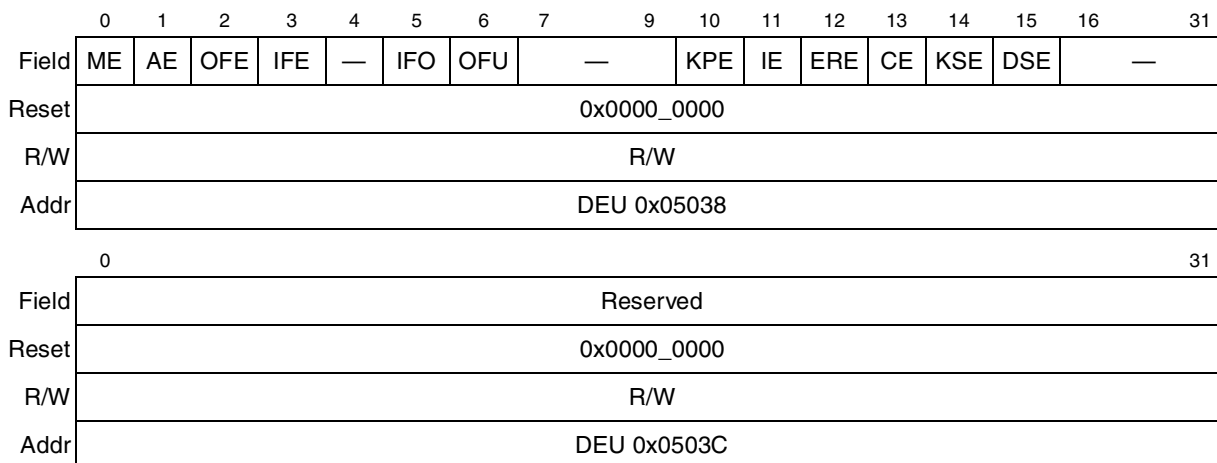 0 1 2 3 4 5 6 7 9 10 11 12 13 14 15 16 31
Field ME AE OFE IFE — IFO OFU — KPE IE ERE CE KSE DSE —
Reset 0x0000_0000
R/W R/W
Addr DEU 0x05038
0 31
Field Reserved
Reset 0x0000_0000
R/W R/W
Addr DEU 0x0503C